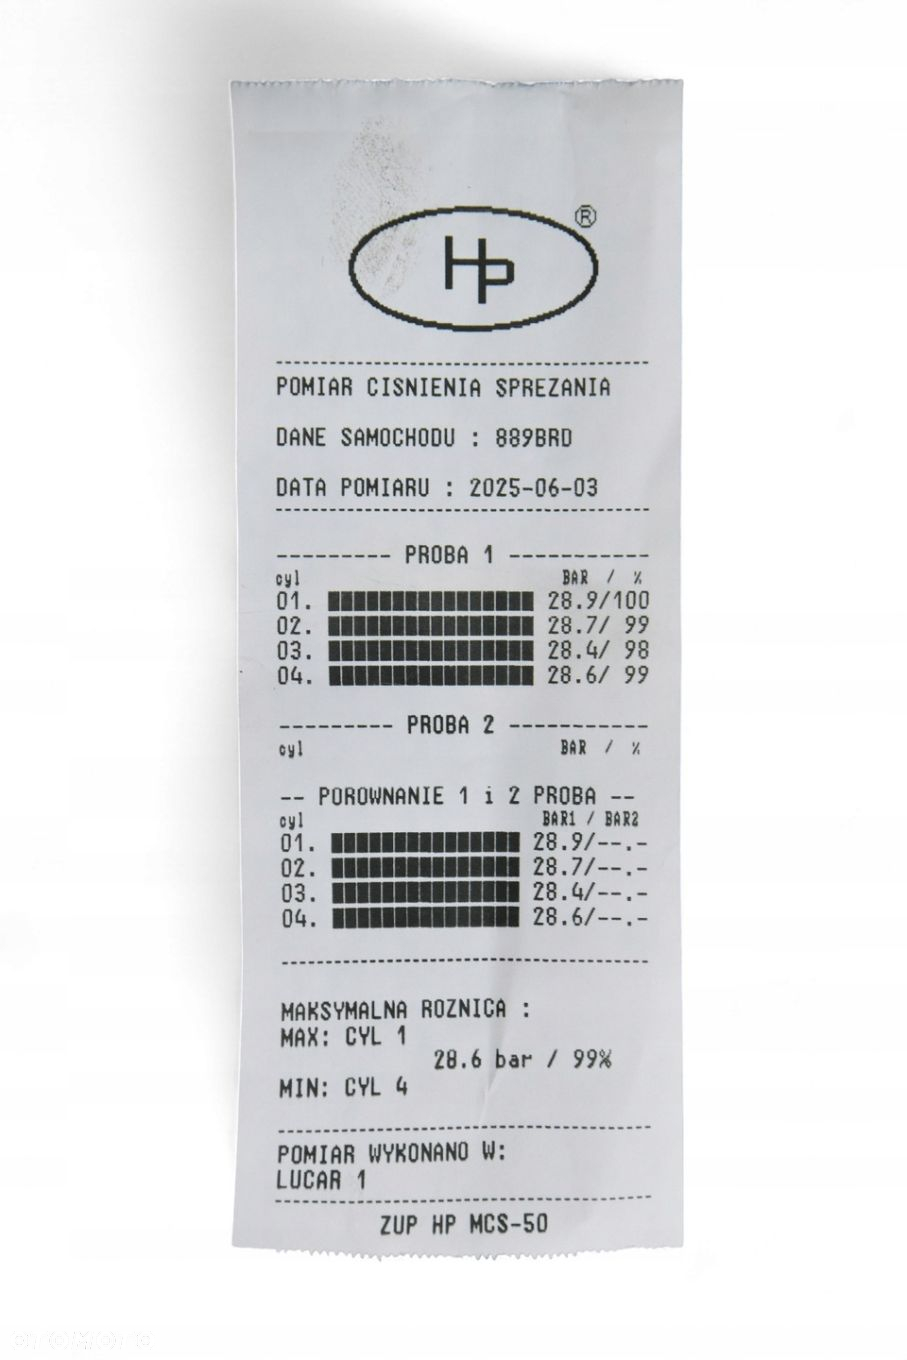 HP ®
POMIAR CISNIENIA SPREZANIA
DANE SAMOCHODU : 889BRD
DATA POMIARU : 2025-06-03
--------- PROBA 1 -----------
cyl BAR / %
01. 28.9/100
02. 28.7/ 99
03. 28.4/ 98
04. 28.6/ 99
--------- PROBA 2 -----------
cyl BAR / %
-- POROWNANIE 1 i 2 PROBA --
cyl BAR1 / BAR2
01. 28.9/--.-
02. 28.7/--.-
03. 28.4/--.-
04. 28.6/--.-
MAKSYMALNA ROZNICA :
MAX: CYL 1
28.6 bar / 99%
MIN: CYL 4
POMIAR WYKONANO W:
LUCAR 1
ZUP HP MCS-50